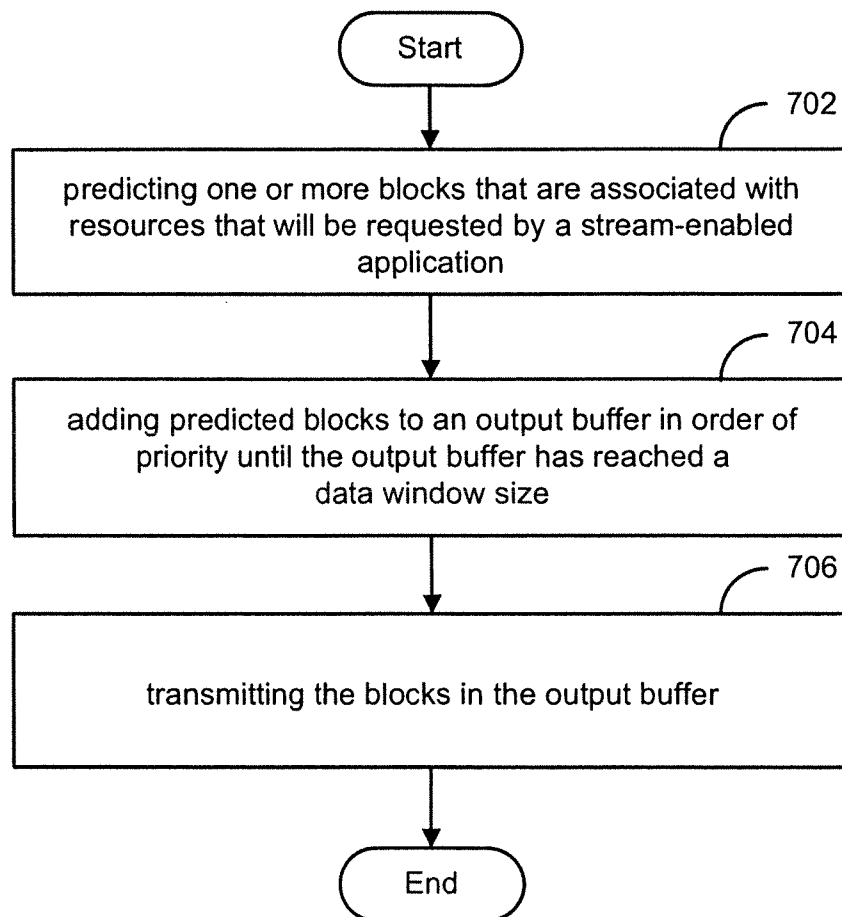 Start
702
predicting one or more blocks that are associated with
resources that will be requested by a stream-enabled
application
704
adding predicted blocks to an output buffer in order of
priority until the output buffer has reached a
data window size
706
transmitting the blocks in the output buffer
End